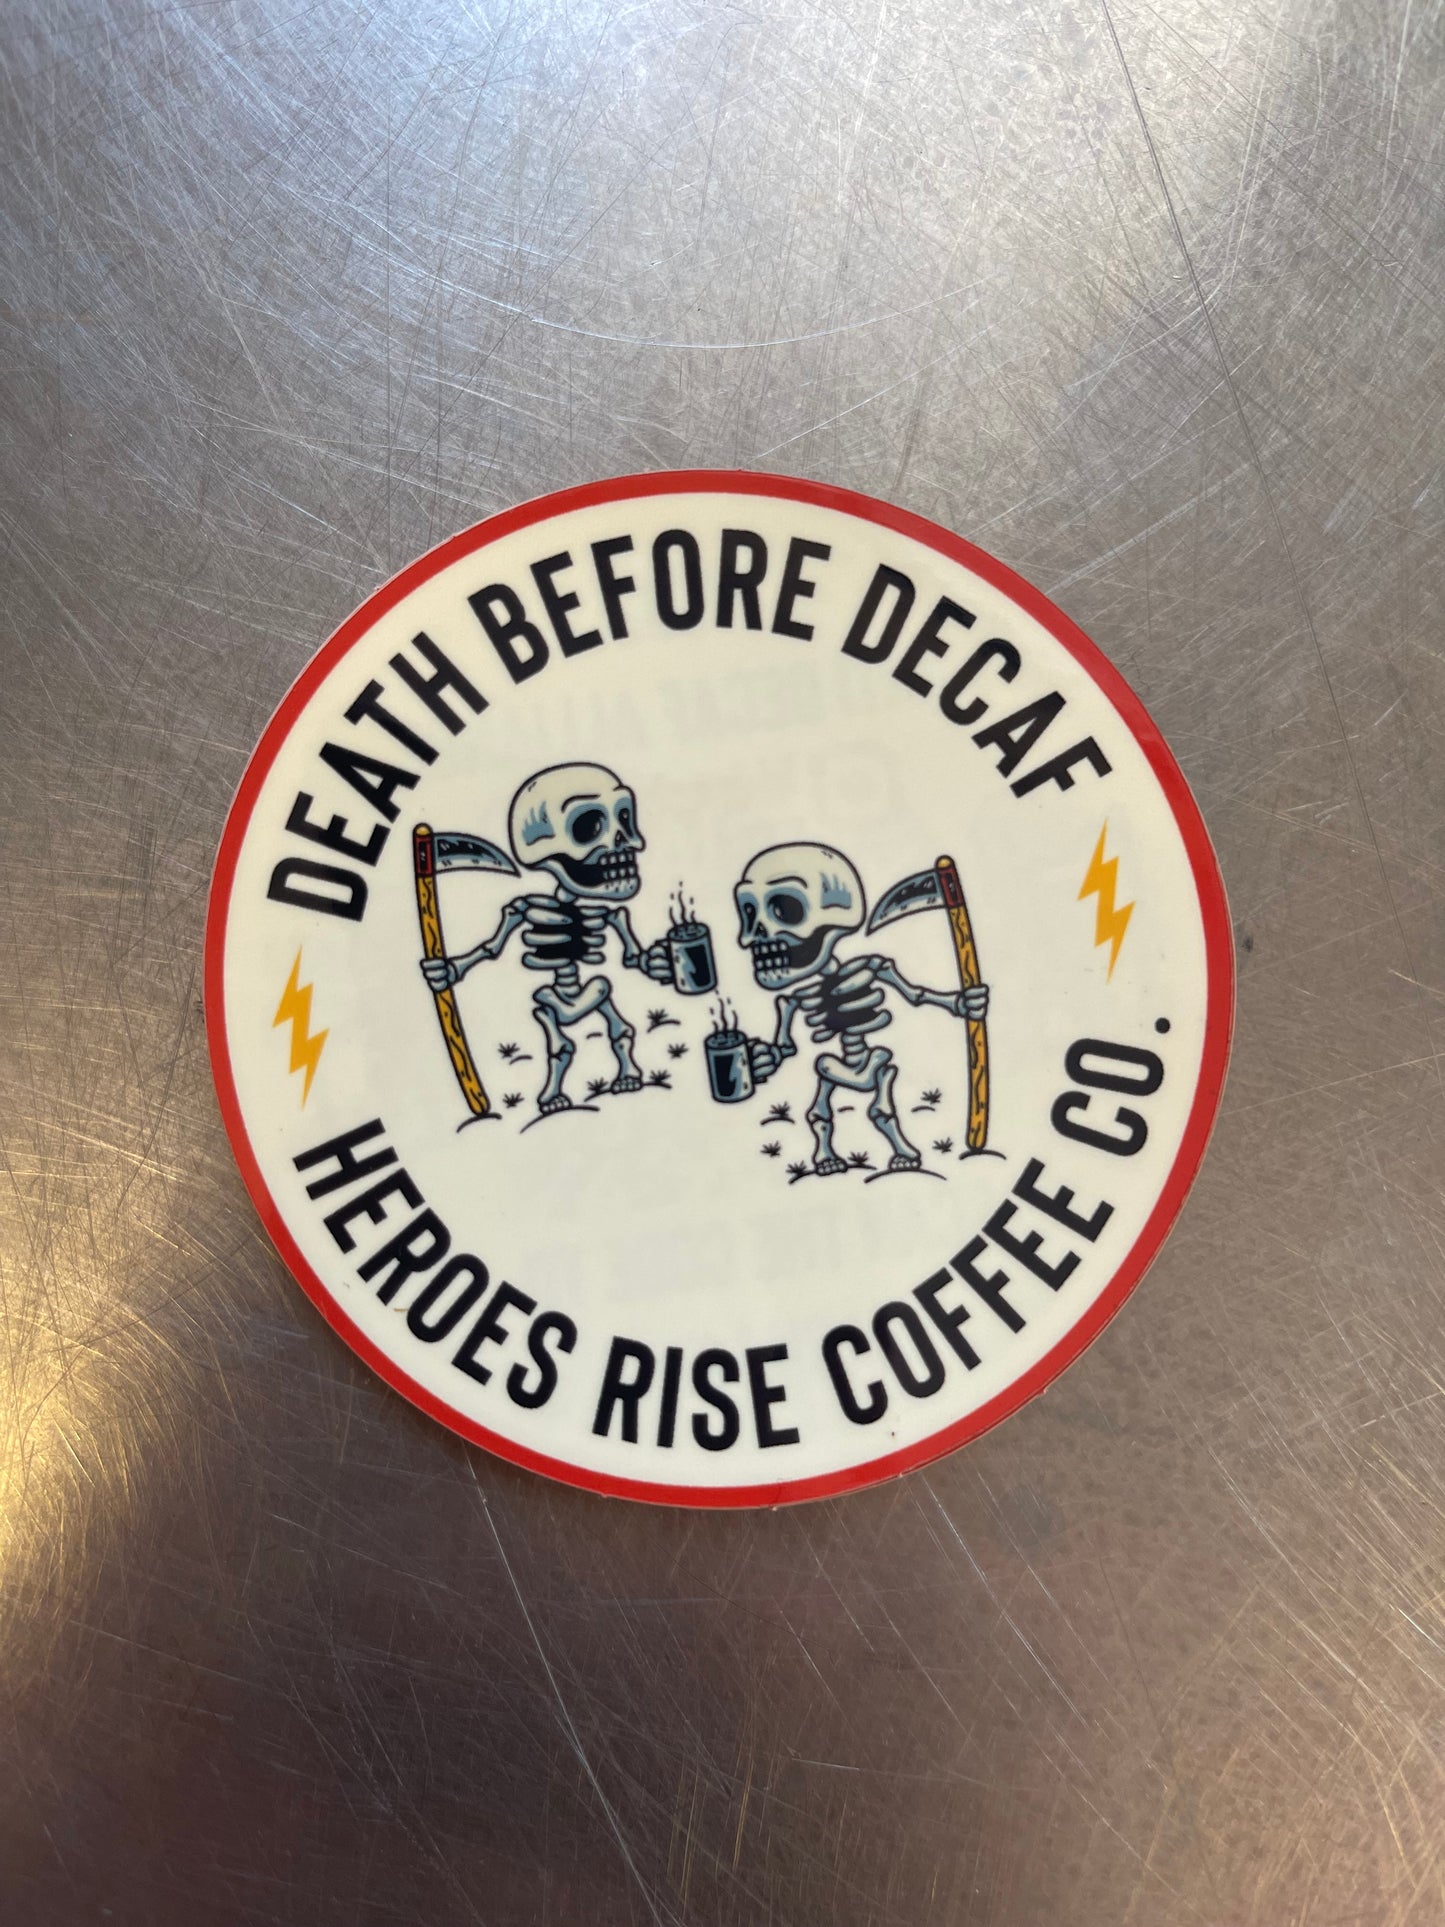 DEATH BEFORE DECAF
HEROES RISE COFFEE CO.